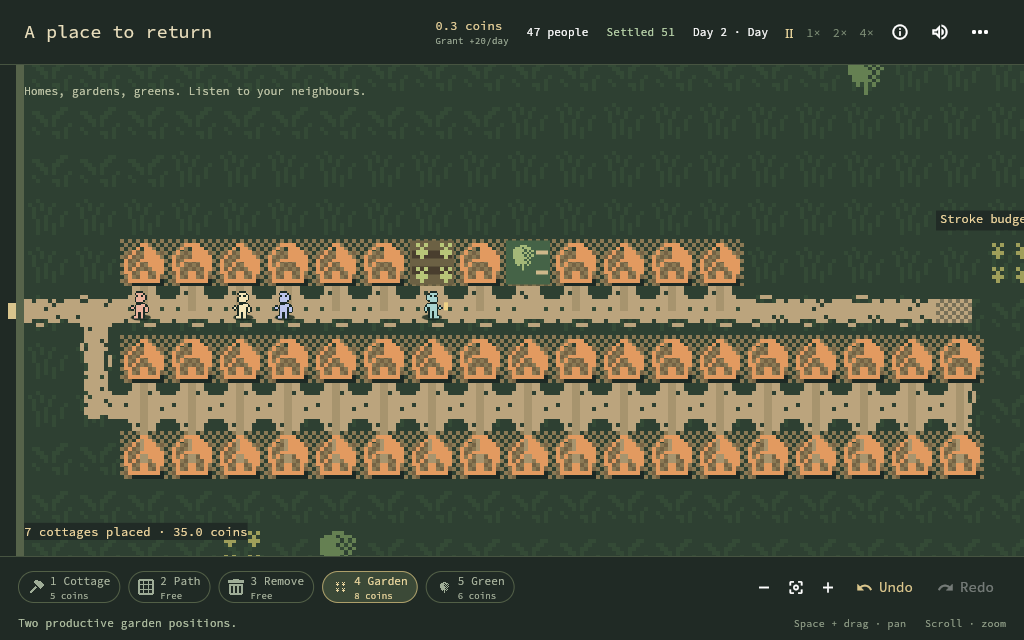 A place to return
0.3 coins
Grant +20/day
47 people
Settled 51
Day 2 · Day
1×
2×
4×
Homes, gardens, greens. Listen to your neighbours.
Stroke budge
7 cottages placed · 35.0 coins
1 Cottage
5 coins
2 Path
Free
3 Remove
Free
4 Garden
8 coins
5 Green
6 coins
Undo
Redo
Two productive garden positions.
Space + drag · pan
Scroll · zoom